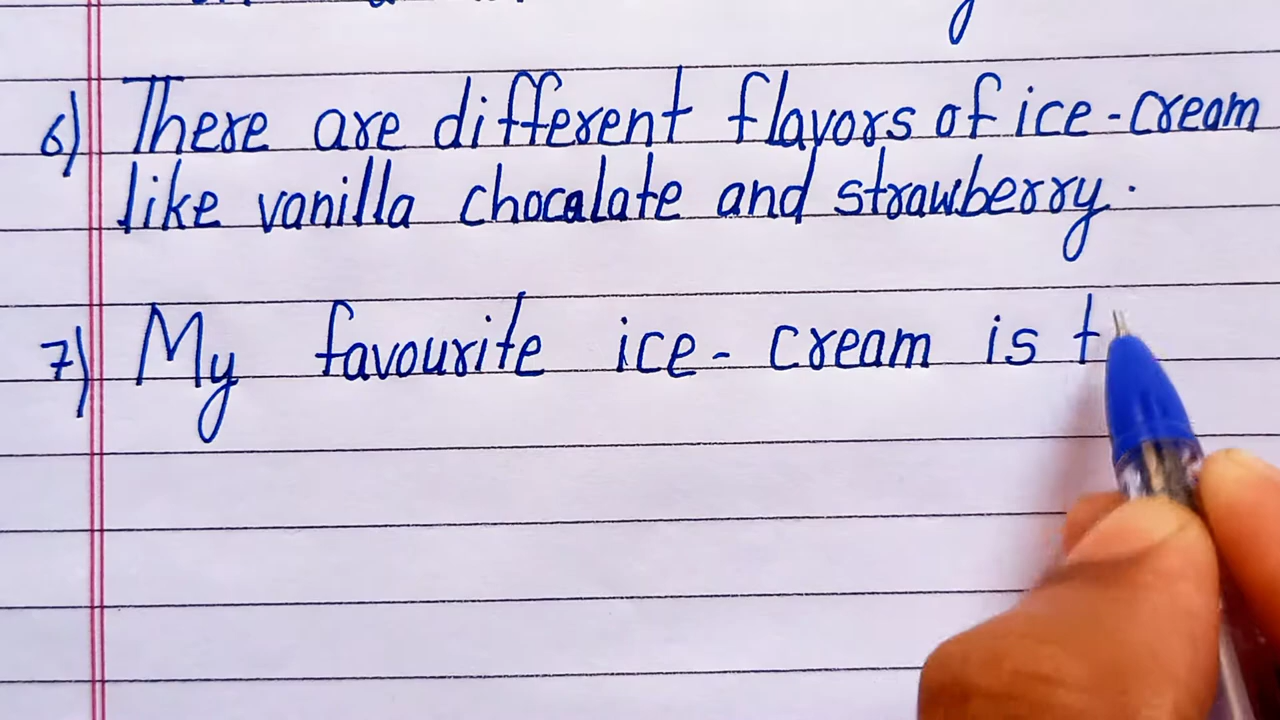 6) There are different flavors of ice-cream
like vanilla chocalate and strawberry.
7) My favourite ice-cream is t